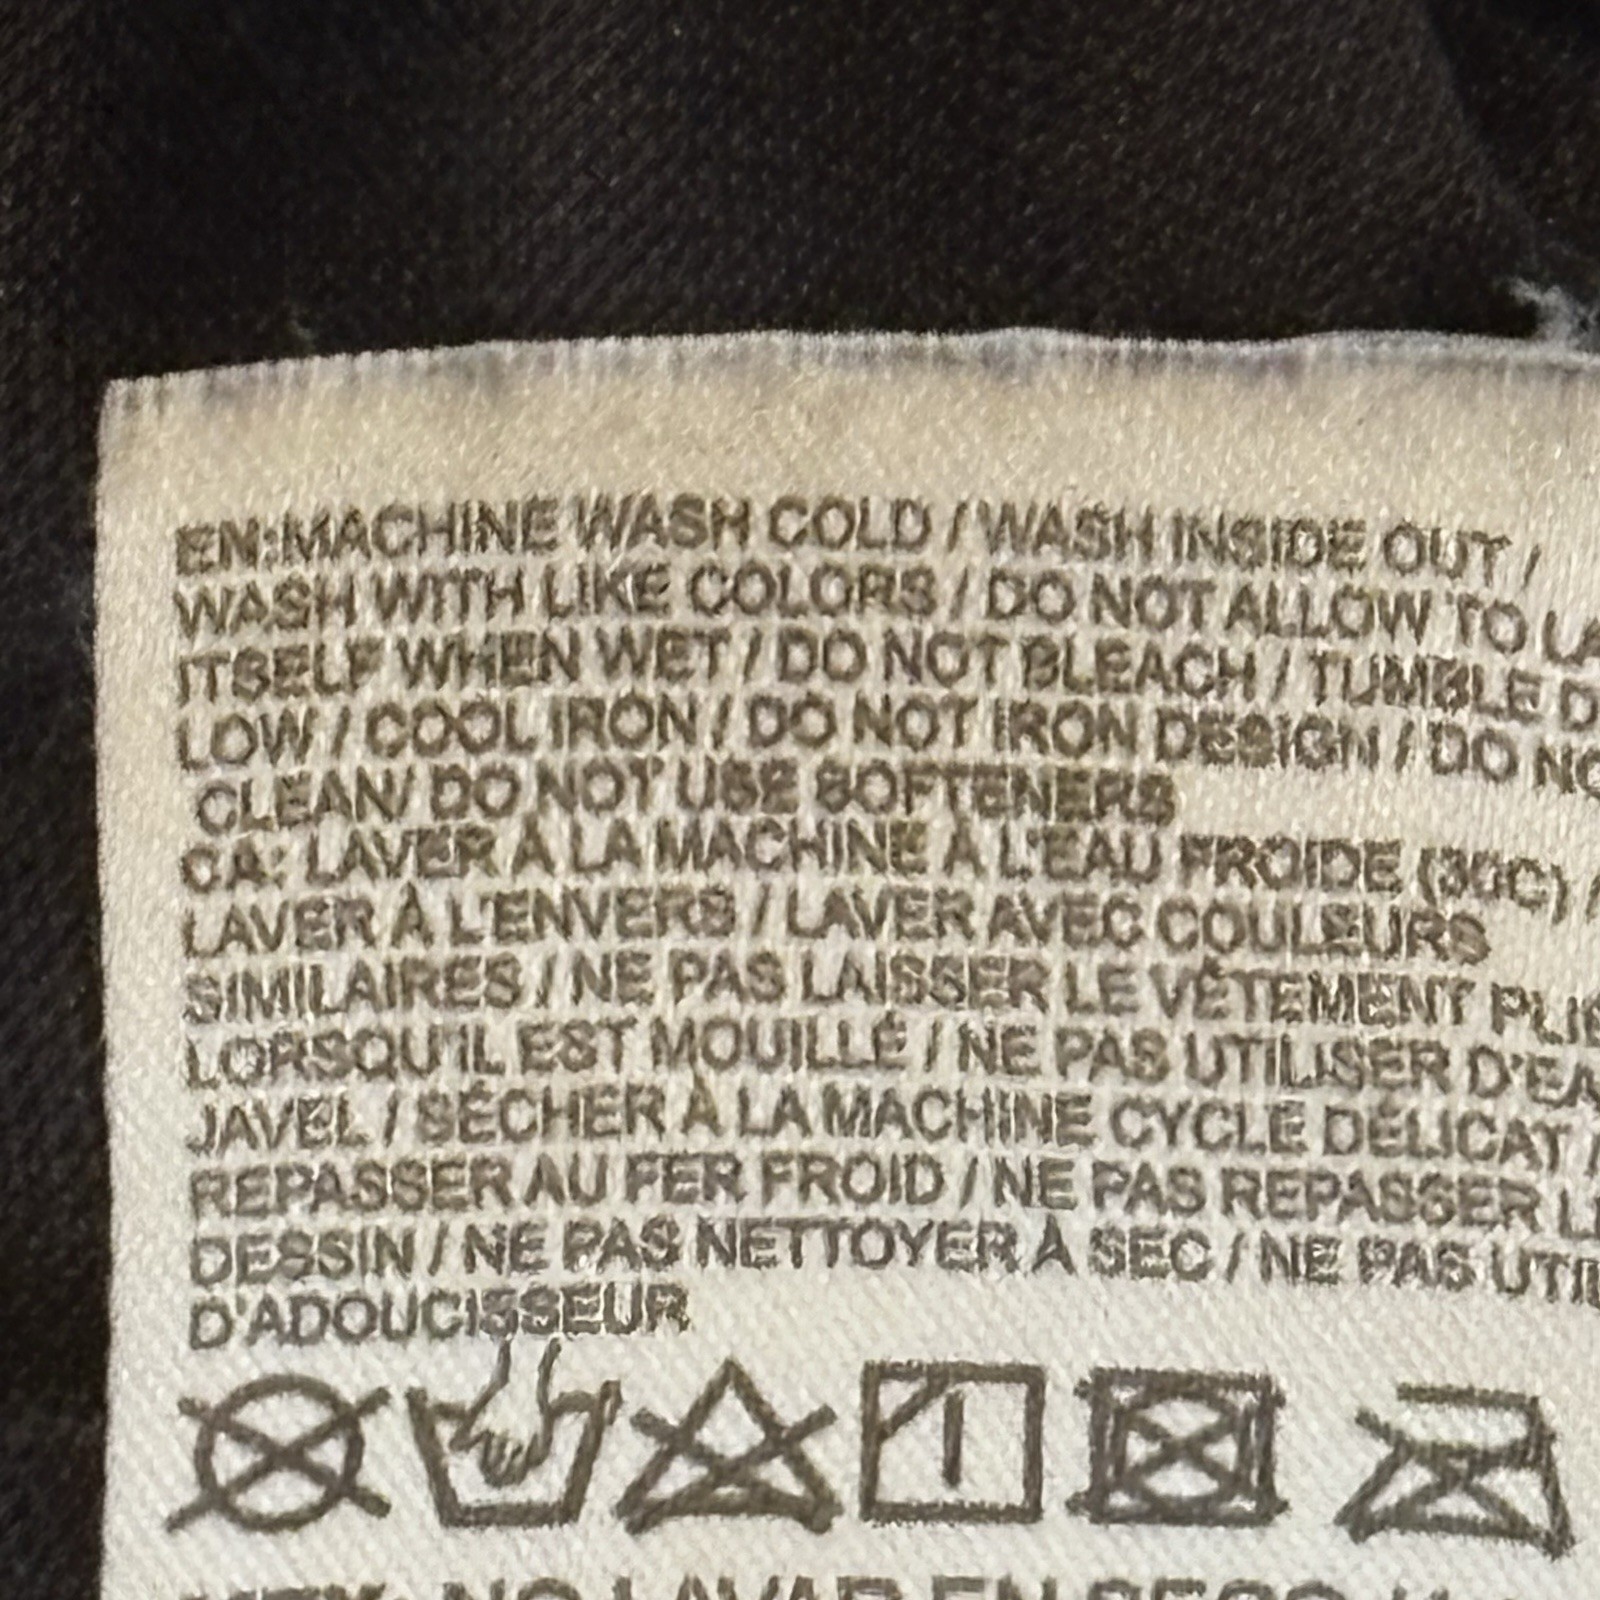 EN:MACHINE WASH COLD / WASH INSIDE OUT /
WASH WITH LIKE COLORS / DO NOT ALLOW TO
ITSELF WHEN WET / DO NOT BLEACH / TUMBLE
LOW / COOL IRON / DO NOT IRON DESIGN / DO
CLEAN/ DO NOT USE SOFTENERS
CA: LAVER À LA MACHINE À L'EAU FROIDE (30C) /
LAVER À L'ENVERS / LAVER AVEC COULEURS
SIMILAIRES / NE PAS LAISSER LE VÊTEMENT
LORSQU'IL EST MOUILLÉ / NE PAS UTILISER
JAVEL / SÉCHER À LA MACHINE CYCLE DÉLICAT /
REPASSER AU FER FROID / NE PAS REPASSER
DESSIN / NE PAS NETTOYER À SEC / NE PAS
D'ADOUCISSEUR